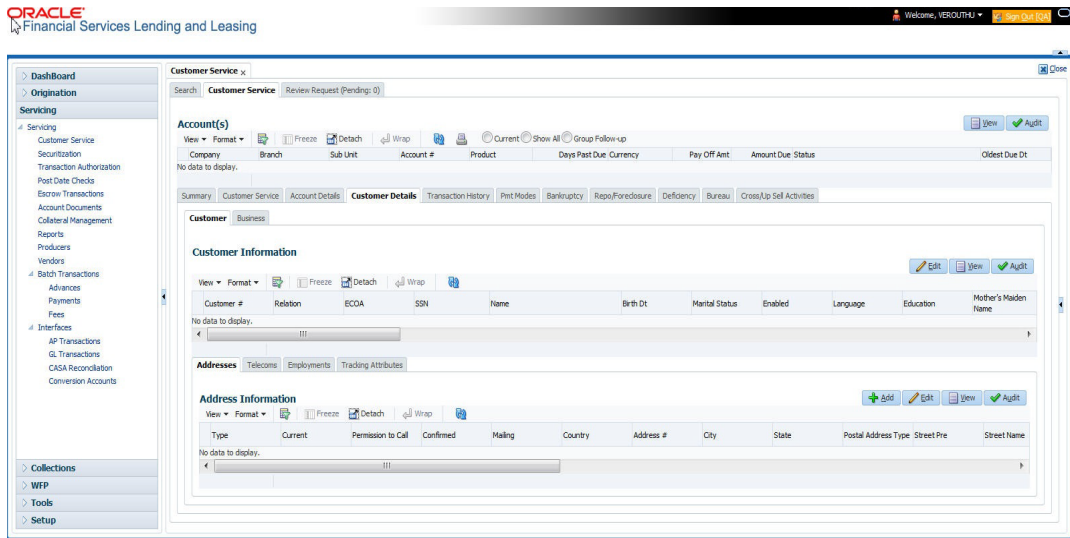 ORACLE
Financial Services Lending and Leasing
Welcome, VEROUTHU
Sign Out [QA]
Close
DashBoard
Origination
Servicing
Servicing
Customer Service
Securitization
Transaction Authorization
Post Date Checks
Escrow Transactions
Account Documents
Collateral Management
Reports
Producers
Vendors
Batch Transactions
Advances
Payments
Fees
Interfaces
AP Transactions
GL Transactions
CASA Reconciliation
Conversion Accounts
Collections
WFP
Tools
Setup
Customer Service x
Search Customer Service Review Request (Pending: 0)
Account(s)
View Audit
View Format Freeze Detach Wrap Current Show All Group Follow-up
Company Branch Sub Unit Account # Product Days Past Due Currency Pay Off Amt Amount Due Status Oldest Due Dt
No data to display.
Summary Customer Service Account Details Customer Details Transaction History Pmt Modes Bankruptcy Repo/Foreclosure Deficiency Bureau Cross/Up Sell Activities
Customer Business
Customer Information
Edit View Audit
View Format Freeze Detach Wrap
Customer # Relation ECOA SSN Name Birth Dt Marital Status Enabled Language Education Mother's Maiden Name
No data to display.
Addresses Telecoms Employments Tracking Attributes
Address Information
Add Edit View Audit
View Format Freeze Detach Wrap
Type Current Permission to Call Confirmed Mailing Country Address # City State Postal Address Type Street Pre Street Name
No data to display.